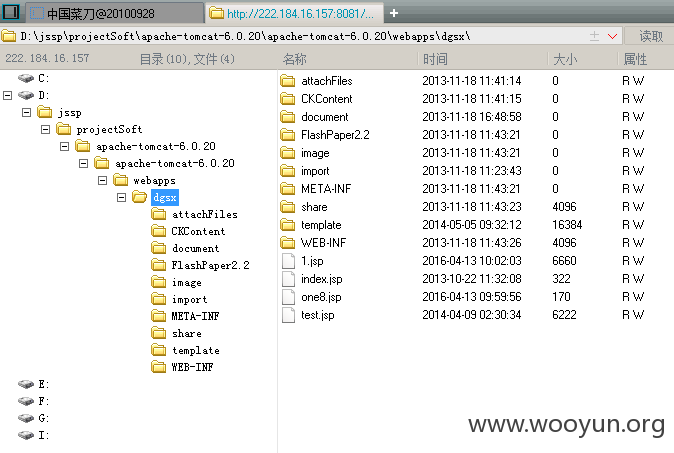 中国菜刀@20100928
http://222.184.16.157:8081/...
+
D:\jssp\projectSoft\apache-tomcat-6.0.20\apache-tomcat-6.0.20\webapps\dgsx\
读取
222.184.16.157 目录(10),文件(4)
名称 时间 大小 属性
C:
D:
jssp
projectSoft
apache-tomcat-6.0.20
apache-tomcat-6.0.20
webapps
dgsx
attachFiles
CKContent
document
FlashPaper2.2
image
import
META-INF
share
template
WEB-INF
E:
F:
G:
I:
attachFiles 2013-11-18 11:41:14 0 R W
CKContent 2013-11-18 11:41:15 0 R W
document 2013-11-18 16:48:58 0 R W
FlashPaper2.2 2013-11-18 11:43:21 0 R W
image 2013-11-18 11:43:21 0 R W
import 2013-11-18 11:23:43 0 R W
META-INF 2013-11-18 11:43:21 0 R W
share 2013-11-18 11:43:23 4096 R W
template 2014-05-05 09:32:12 16384 R W
WEB-INF 2013-11-18 11:43:26 4096 R W
1.jsp 2016-04-13 10:02:03 6660 R W
index.jsp 2013-10-22 11:32:08 322 R W
one8.jsp 2016-04-13 09:59:56 170 R W
test.jsp 2014-04-09 02:30:34 6222 R W
www.wooyun.org